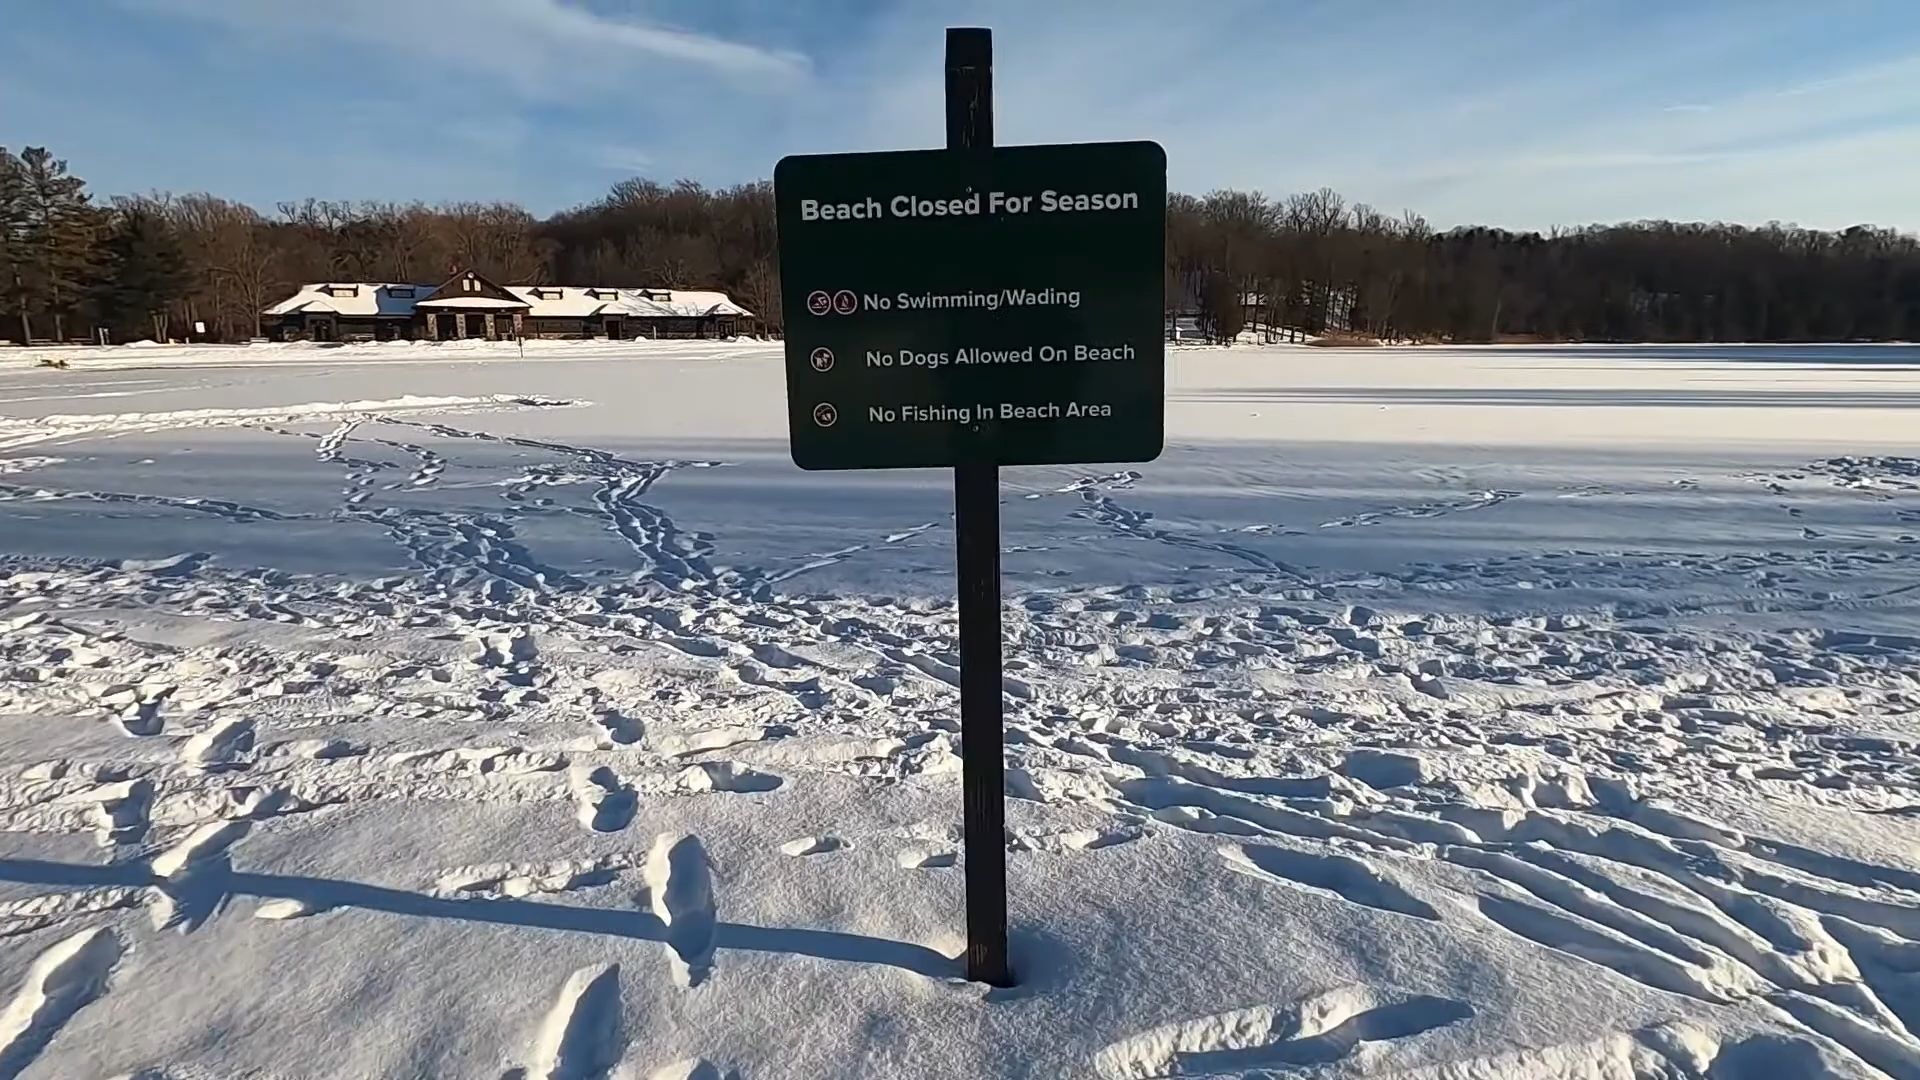 Beach Closed For Season
No Swimming/Wading
No Dogs Allowed On Beach
No Fishing In Beach Area